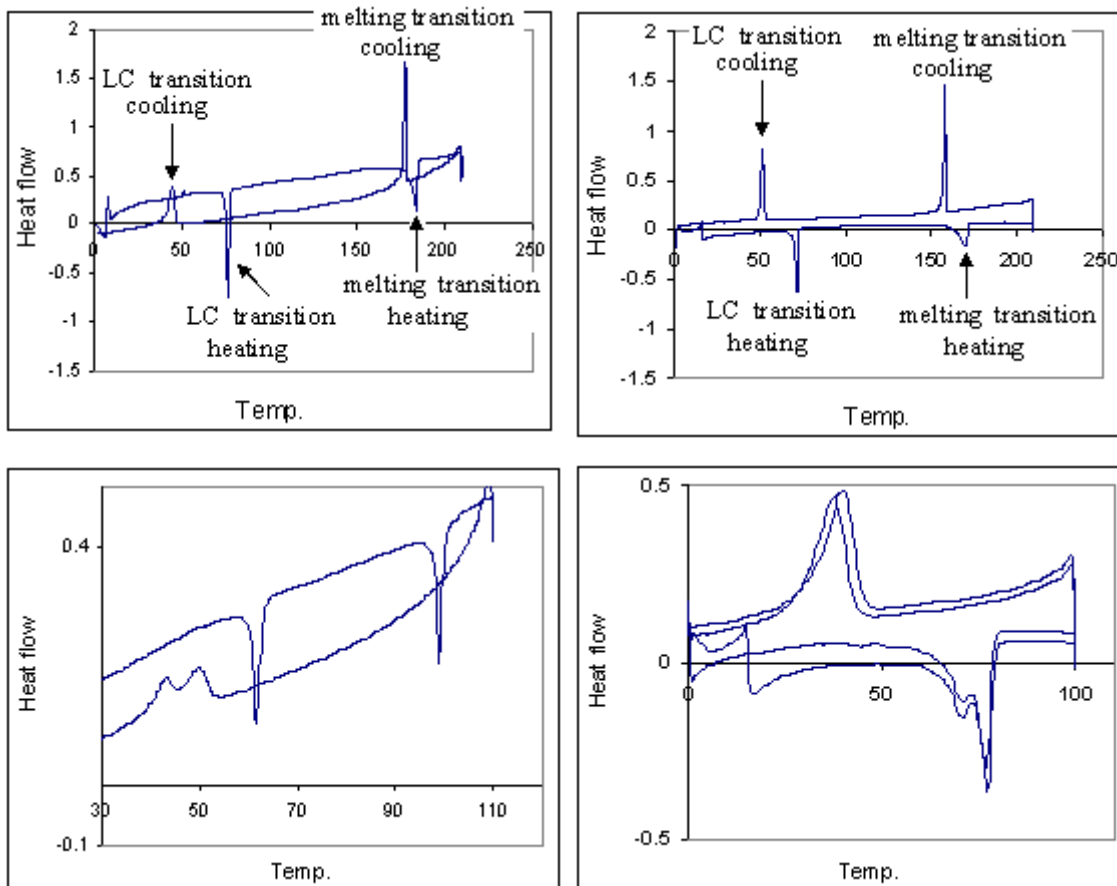 melting transition
cooling
LC transition
cooling
2
1.5
1
0.5
0
-0.5
-1
-1.5
0
50
100
150
200
250
Heat flow
LC transition
heating
melting transition
heating
Temp.
LC transition
cooling
melting transition
cooling
2
1.5
1
0.5
0
-0.5
-1
-1.5
0
50
100
150
200
250
Heat flow
LC transition
heating
melting transition
heating
Temp.
0.4
-0.1
30
50
70
90
110
Heat flow
Temp.
0.5
0
-0.5
0
50
100
Heat flow
Temp.